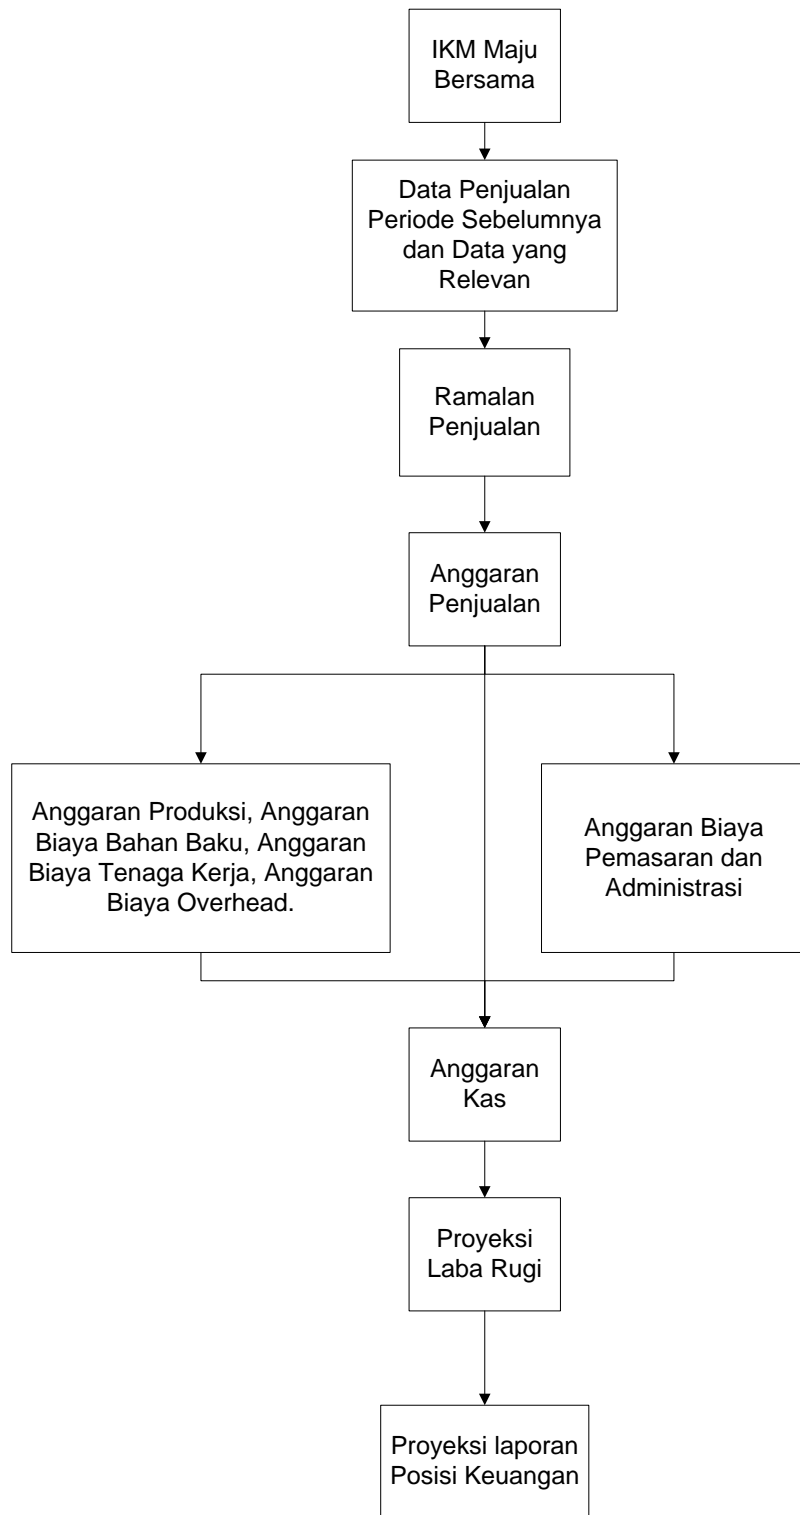 IKM Maju
Bersama
Data Penjualan
Periode Sebelumnya
dan Data yang
Relevan
Ramalan
Penjualan
Anggaran
Penjualan
Anggaran Produksi, Anggaran
Biaya Bahan Baku, Anggaran
Biaya Tenaga Kerja, Anggaran
Biaya Overhead.
Anggaran Biaya
Pemasaran dan
Administrasi
Anggaran
Kas
Proyeksi
Laba Rugi
Proyeksi laporan
Posisi Keuangan